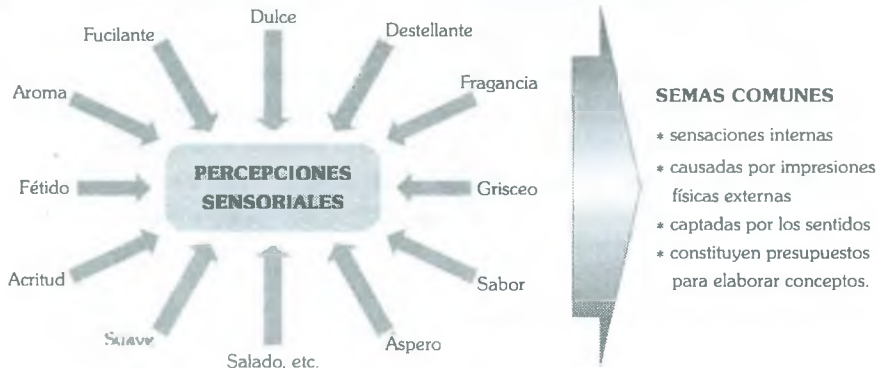 Dulce
Fucilante
Destellante
Aroma
Fragancia
Fétido
PERCEPCIONES
SENSORIALES
Grisceo
Acritud
Sabor
Suave
Áspero
Salado, etc.
SEMAS COMUNES
* sensaciones internas
* causadas por impresiones
físicas externas
* captadas por los sentidos
* constituyen presupuestos
para elaborar conceptos.